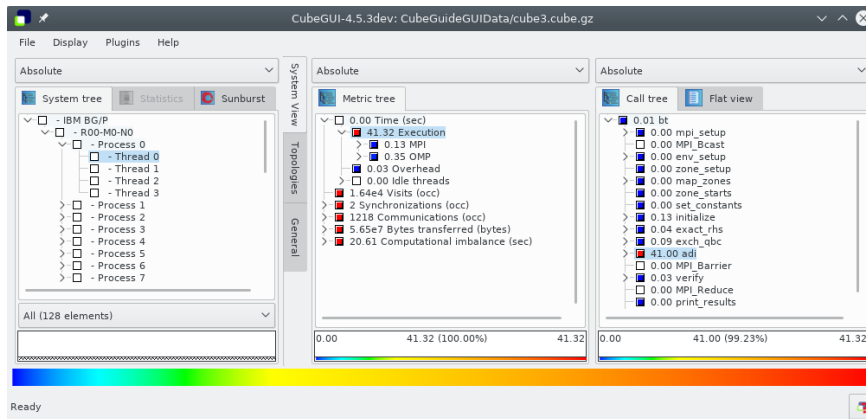 CubeGUI-4.5.3dev: CubeGuideGUIData/cube3.cube.gz
File Display Plugins Help
Absolute
System tree Statistics Sunburst
- IBM BG/P
- R00-M0-N0
- Process 0
- Thread 0
- Thread 1
- Thread 2
- Thread 3
- Process 1
- Process 2
- Process 3
- Process 4
- Process 5
- Process 6
- Process 7
All (128 elements)
System View
Topologies
General
Absolute
Metric tree
0.00 Time (sec)
41.32 Execution
0.13 MPI
0.35 OMP
0.03 Overhead
0.00 Idle threads
1.64e4 Visits (occ)
2 Synchronizations (occ)
1218 Communications (occ)
5.65e7 Bytes transferred (bytes)
20.61 Computational imbalance (sec)
0.00 41.32 (100.00%) 41.32
Absolute
Call tree Flat view
0.01 bt
0.00 mpi_setup
0.00 MPI_Bcast
0.00 env_setup
0.00 zone_setup
0.00 map_zones
0.00 zone_starts
0.00 set_constants
0.13 initialize
0.04 exact_rhs
0.09 exch_qbc
41.00 adi
0.00 MPI_Barrier
0.03 verify
0.00 MPI_Reduce
0.00 print_results
0.00 41.00 (99.23%) 41.32
Ready